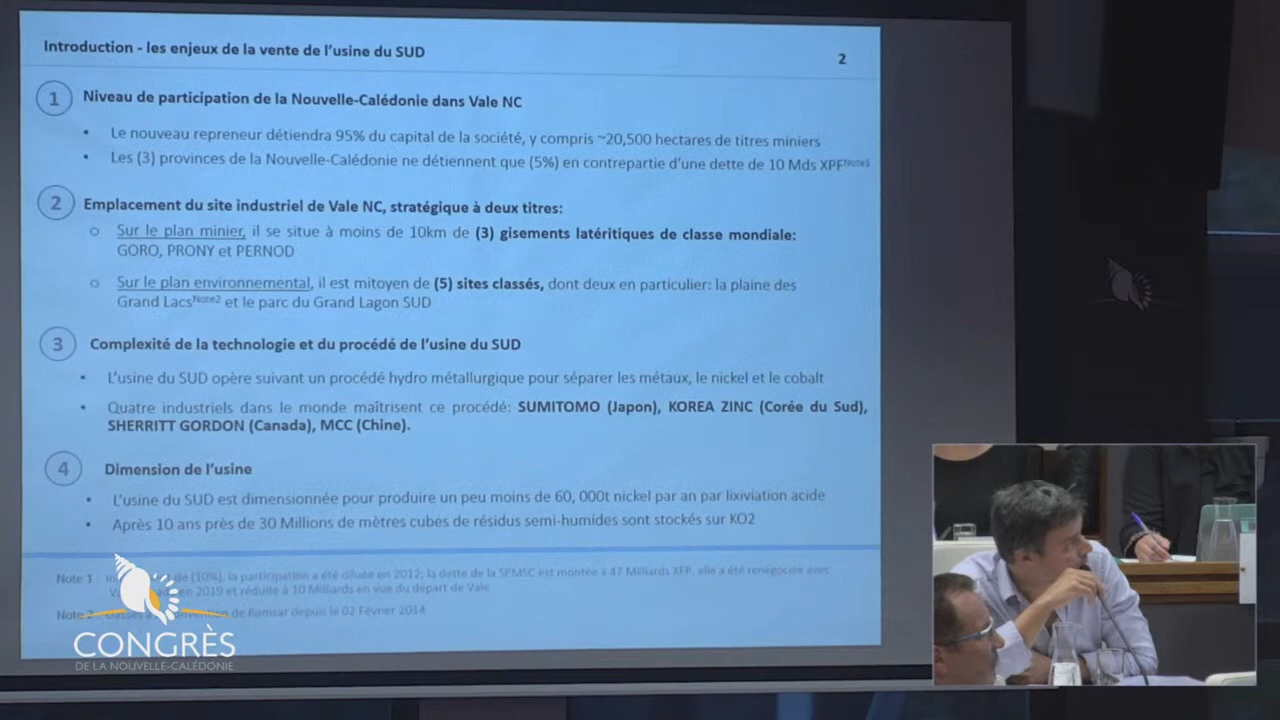 Introduction - les enjeux de la vente de l'usine du SUD
2
1 Niveau de participation de la Nouvelle-Calédonie dans Vale NC
• Le nouveau repreneur détiendra 95% du capital de la société, y compris ~20,500 hectares de titres miniers
• Les (3) provinces de la Nouvelle-Calédonie ne détiennent que (5%) en contrepartie d'une dette de 10 Mds XPF Note1
2 Emplacement du site industriel de Vale NC, stratégique à deux titres:
o Sur le plan minier, il se situe à moins de 10km de (3) gisements latéritiques de classe mondiale:
GORO, PRONY et PERNOD
o Sur le plan environnemental, il est mitoyen de (5) sites classés, dont deux en particulier: la plaine des
Grand Lacs Note2 et le parc du Grand Lagon SUD
3 Complexité de la technologie et du procédé de l'usine du SUD
• L'usine du SUD opère suivant un procédé hydro métallurgique pour séparer les métaux, le nickel et le cobalt
• Quatre industriels dans le monde maîtrisent ce procédé: SUMITOMO (Japon), KOREA ZINC (Corée du Sud),
SHERRITT GORDON (Canada), MCC (Chine).
4 Dimension de l'usine
• L'usine du SUD est dimensionnée pour produire un peu moins de 60, 000t nickel par an par lixiviation acide
• Après 10 ans près de 30 Millions de mètres cubes de résidus semi-humides sont stockés sur KO2
Note 1 : de (10%), la participation a été diluée en 2012; la dette de la SPMSC est montée à 47 Milliards XFP, elle a été renégociée avec
en 2019 et réduite à 10 Milliards en vue du départ de Vale
Note de Ramsar depuis le 02 Février 2014
CONGRÈS
DE LA NOUVELLE-CALÉDONIE